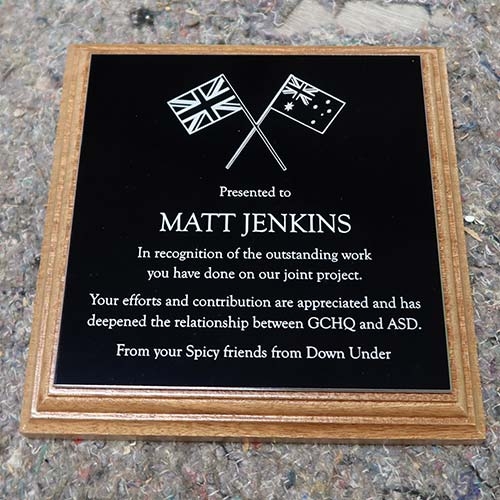 Presented to
MATT JENKINS
In recognition of the outstanding work
you have done on our joint project.
Your efforts and contribution are appreciated and has
deepened the relationship between GCHQ and ASD.
From your Spicy friends from Down Under